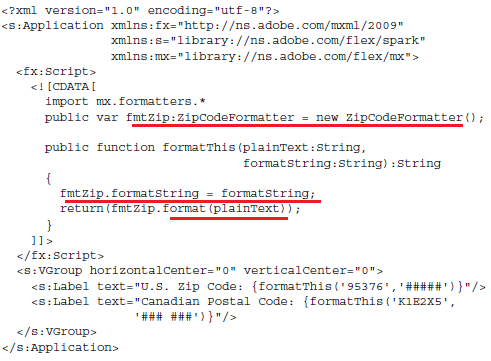 <?xml version="1.0" encoding="utf-8"?>
<s:Application xmlns:fx="http://ns.adobe.com/mxml/2009"
xmlns:s="library://ns.adobe.com/flex/spark"
xmlns:mx="library://ns.adobe.com/flex/mx">
<fx:Script>
<![CDATA[
import mx.formatters.*
public var fmtZip:ZipCodeFormatter = new ZipCodeFormatter();
public function formatThis(plainText:String,
formatString:String):String
{
fmtZip.formatString = formatString;
return(fmtZip.format(plainText));
}
]]>
</fx:Script>
<s:VGroup horizontalCenter="0" verticalCenter="0">
<s:Label text="U.S. Zip Code: {formatThis('95376','#####')}"/>
<s:Label text="Canadian Postal Code: {formatThis('K1E2X5',
'### ###')}"/>
</s:VGroup>
</s:Application>